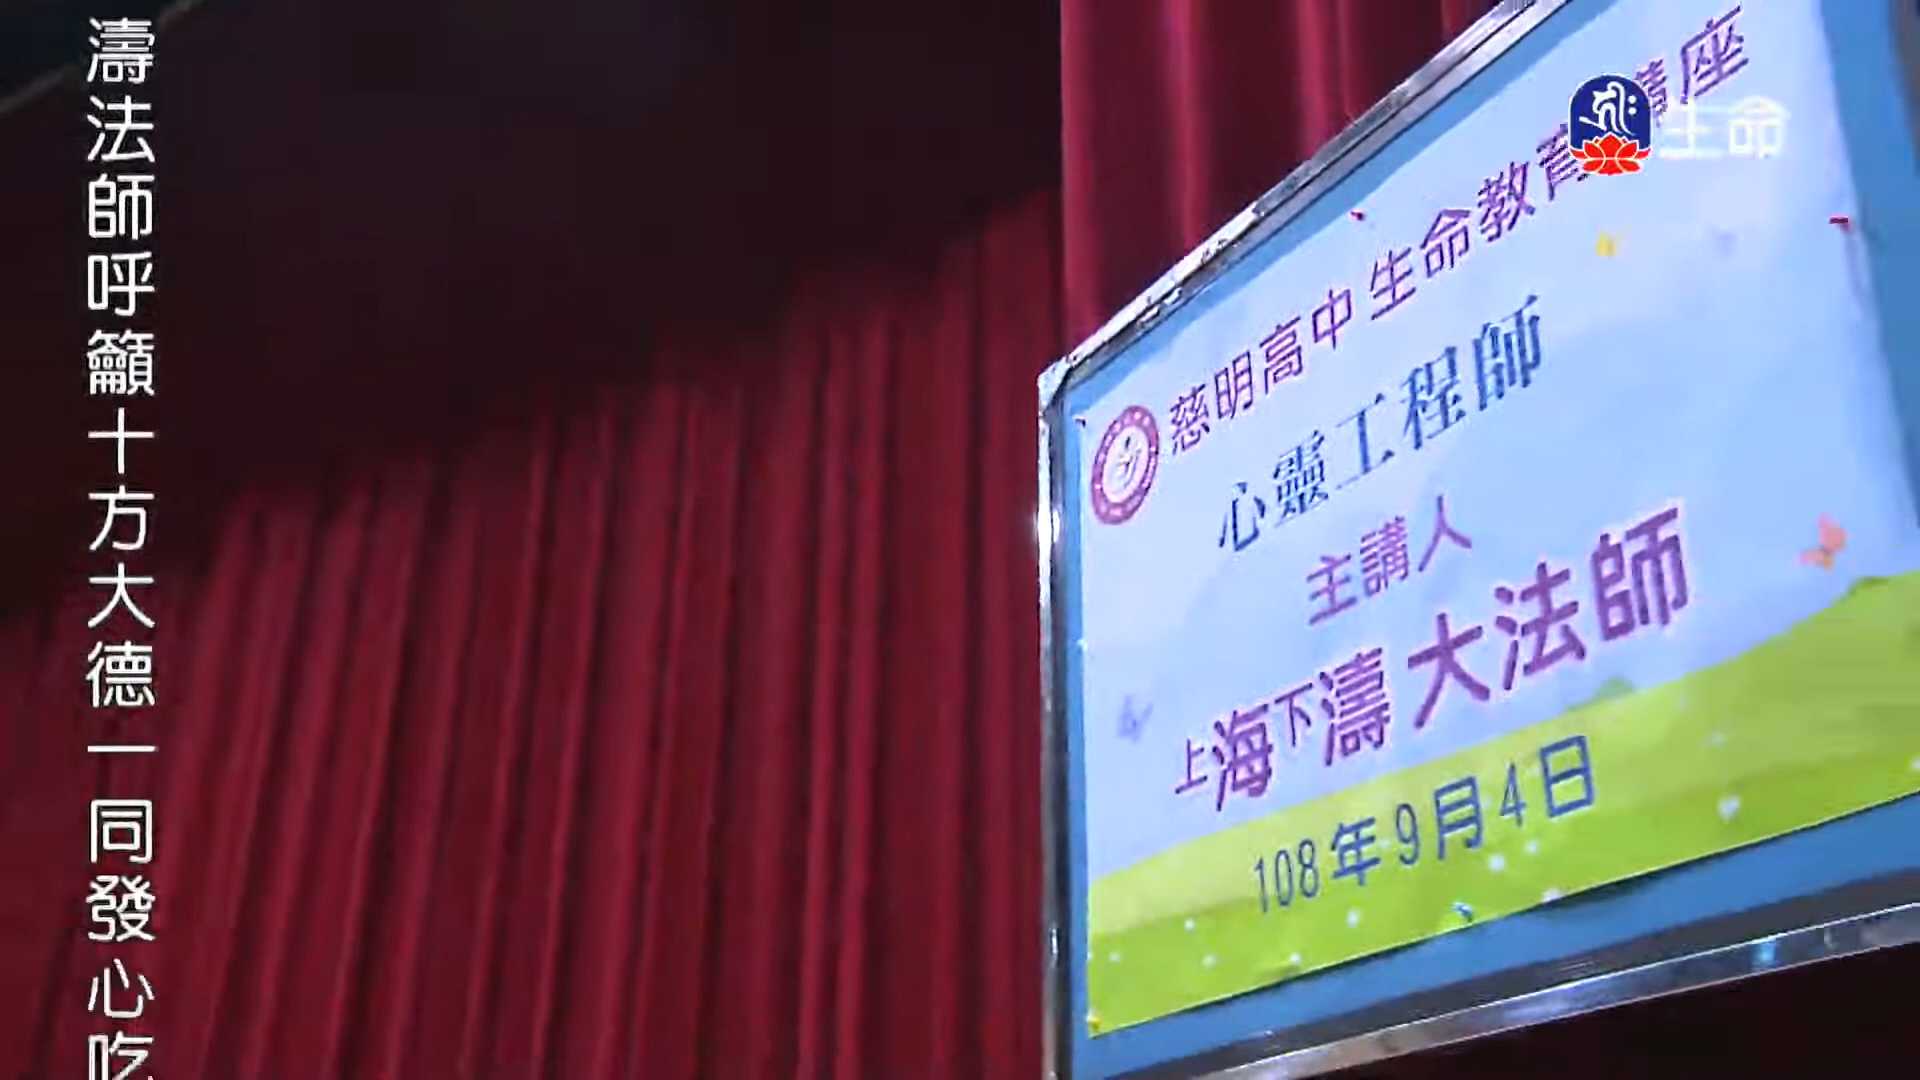 濤法師呼籲十方大德一同發心吃
生命
慈明高中 生命教育 講座
心靈工程師
主講人
上海下濤 大法師
108年9月4日